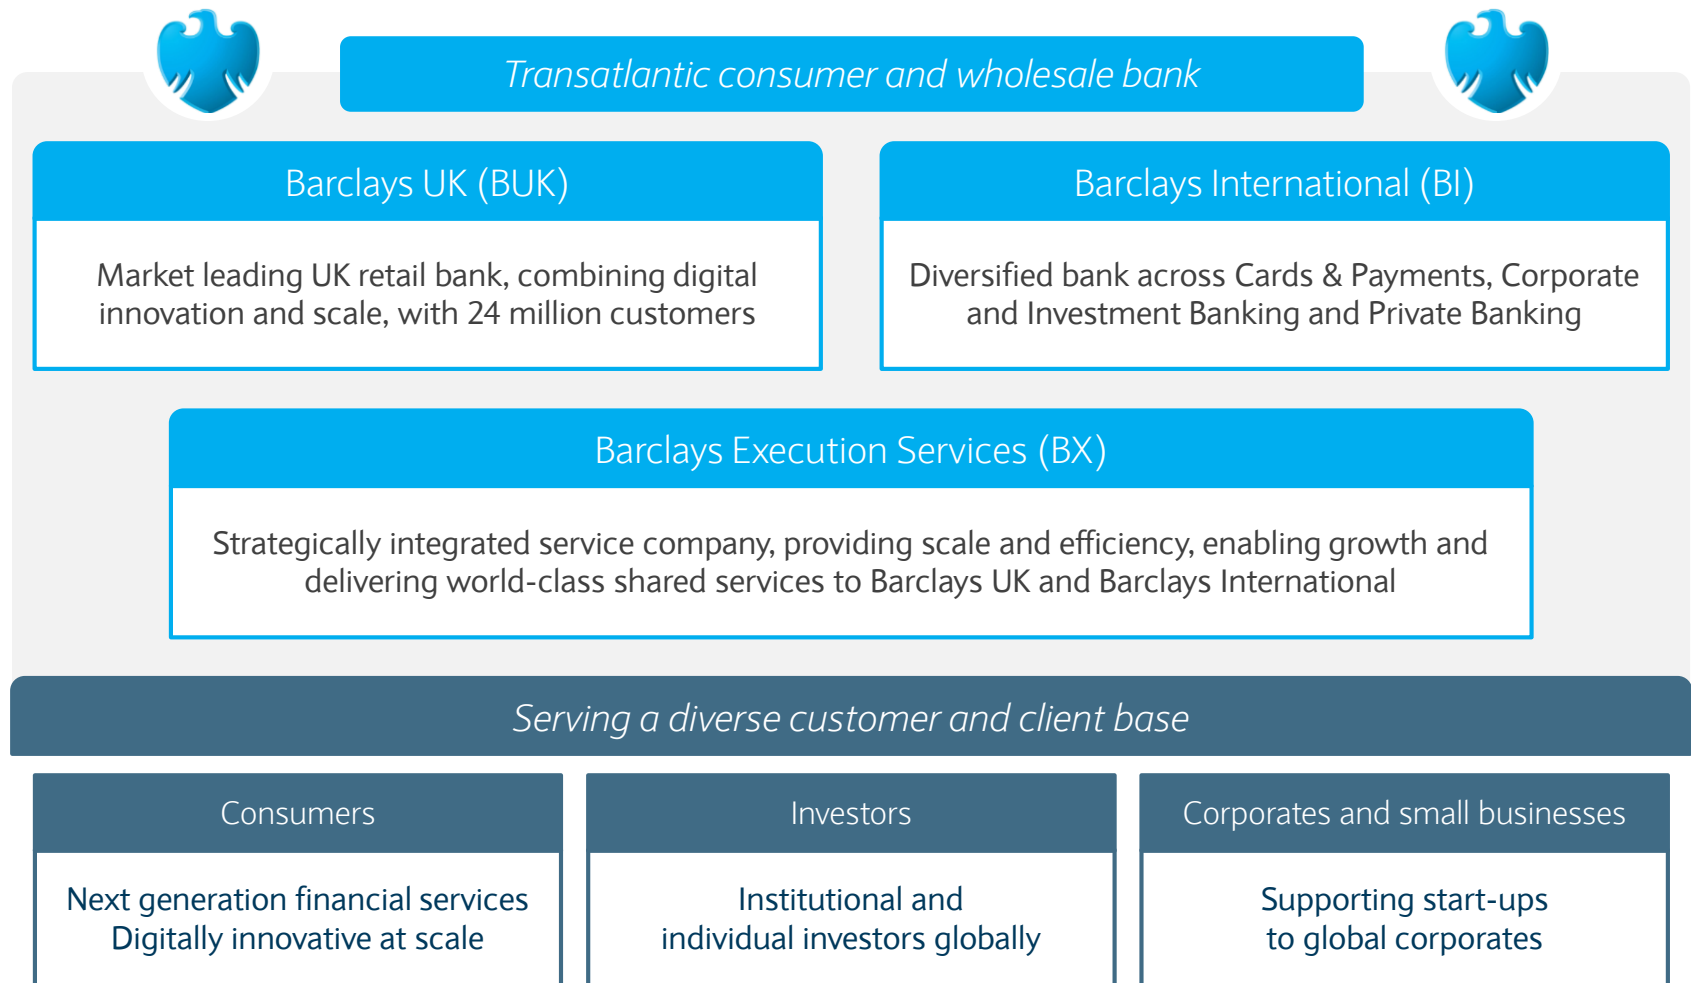 Transatlantic consumer and wholesale bank
Barclays UK (BUK)
Market leading UK retail bank, combining digital
innovation and scale, with 24 million customers
Barclays International (BI)
Diversified bank across Cards & Payments, Corporate
and Investment Banking and Private Banking
Barclays Execution Services (BX)
Strategically integrated service company, providing scale and efficiency, enabling growth and
delivering world-class shared services to Barclays UK and Barclays International
Serving a diverse customer and client base
Consumers
Next generation financial services
Digitally innovative at scale
Investors
Institutional and
individual investors globally
Corporates and small businesses
Supporting start-ups
to global corporates